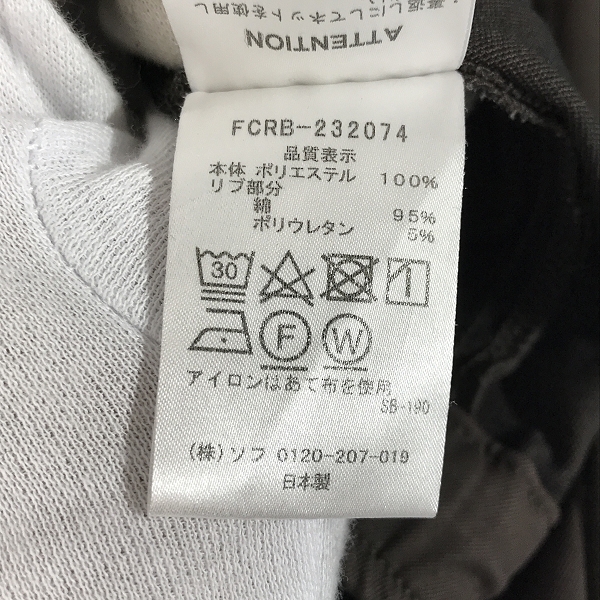 ATTENTION
FCRB-232074
品質表示
本体 ポリエステル 100%
リブ部分
綿 95%
ポリウレタン 5%
30
F W
アイロンはあて布を使用
SB-190
(株)ソフ 0120-207-019
日本製